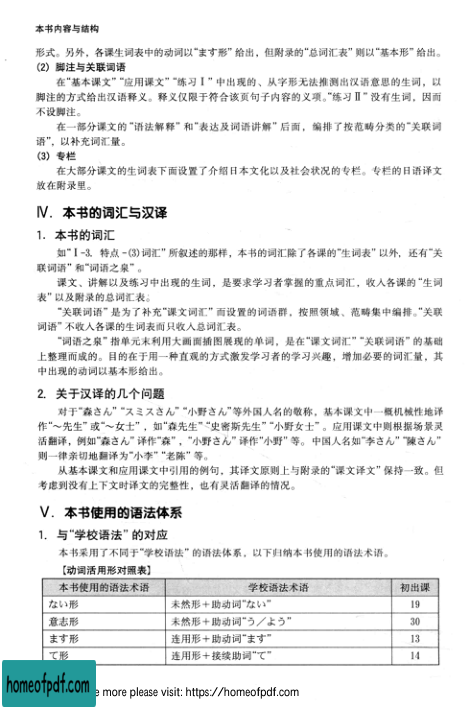 本书内容与结构
形式。另外，各课生词表中的动词以“ます形”给出，但附录的“总词汇表”则以“基本形”给出。
(2) 脚注与关联词语
在“基本课文”“应用课文”“练习Ⅰ”中出现的、从字形无法推测出汉语意思的生词，以
脚注的方式给出汉语释义。释义仅限于符合该页句子内容的义项。“练习Ⅱ”没有生词，因而
不设脚注。
在一部分课文的“语法解释”和“表达及词语讲解”后面，编排了按范畴分类的“关联词
语”，以补充词汇量。
(3) 专栏
在大部分课文的生词表下面设置了介绍日本文化以及社会状况的专栏。专栏的日语译文
放在附录里。
Ⅳ. 本书的词汇与汉译
1. 本书的词汇
如“Ⅰ-3. 特点-(3)词汇”所叙述的那样，本书的词汇除了各课的“生词表”以外，还有“关
联词语”和“词语之泉”。
课文、讲解以及练习中出现的生词，是要求学习者掌握的重点词汇，收入各课的“生词
表”以及附录的总词汇表。
“关联词语”是为了补充“课文词汇”而设置的词语群，按照领域、范畴集中编排。“关联
词语”不收入各课的生词表而只收入总词汇表。
“词语之泉”指单元末利用大画面插图展现的单词，是在“课文词汇”“关联词语”的基础
上整理而成的。目的在于用一种直观的方式激发学习者的学习兴趣，增加必要的词汇量，其
中出现的动词以基本形给出。
2. 关于汉译的几个问题
对于“森さん”“スミスさん”“小野さん”等外国人名的敬称，基本课文中一概机械性地译
作“～先生”或“～女士”，如“森先生”“史密斯先生”“小野女士”。应用课文中则根据场景灵
活翻译，例如“森さん”译作“森”，“小野さん”译作“小野”等。中国人名如“李さん”“陳さん”
则一律亲切地翻译为“小李”“老陈”等。
从基本课文和应用课文中引用的例句，其译文原则上与附录的“课文译文”保持一致。但
考虑到没有上下文时译文的完整性，也有灵活翻译的情况。
Ⅴ. 本书使用的语法体系
1. 与“学校语法”的对应
本书采用了不同于“学校语法”的语法体系，以下归纳本书使用的语法术语。
【动词活用形对照表】
本书使用的语法术语 学校语法术语 初出课
ない形 未然形＋助动词“ない” 19
意志形 未然形＋助动词“う／よう” 30
ます形 连用形＋助动词“ます” 13
て形 连用形＋接续助词“て” 14
homeofpdf.com
e more please visit: https://homeofpdf.com